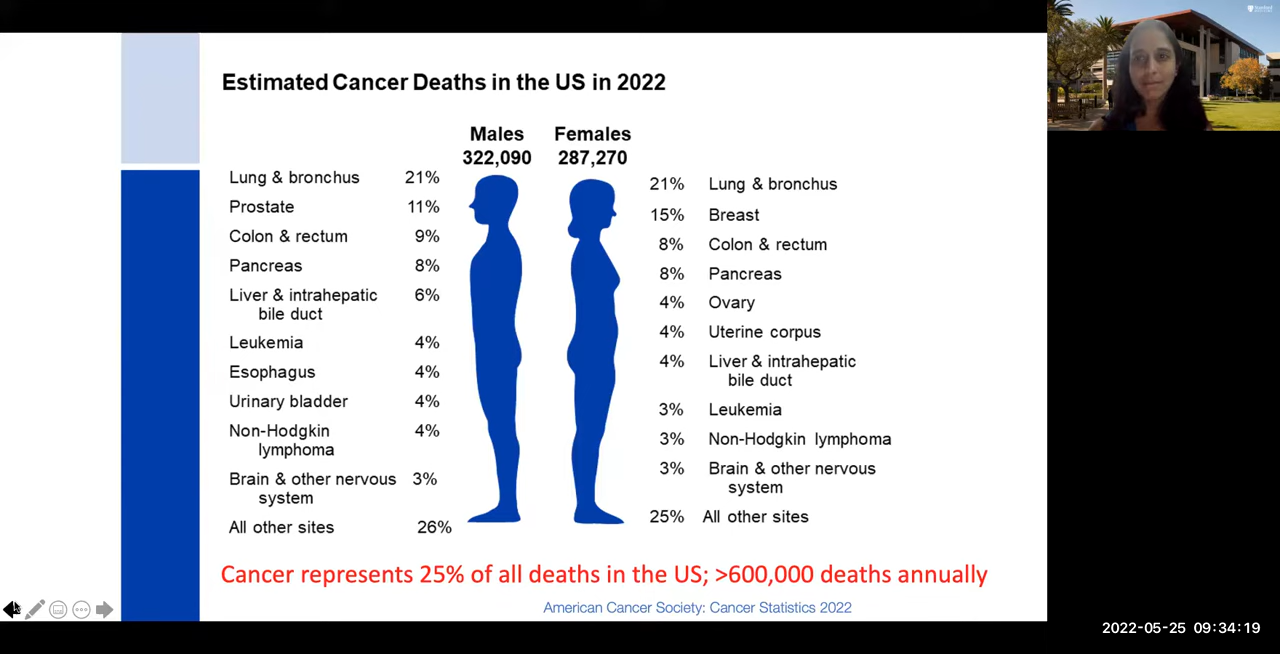 Estimated Cancer Deaths in the US in 2022
Males
322,090
Females
287,270
Lung & bronchus 21%
Prostate 11%
Colon & rectum 9%
Pancreas 8%
Liver & intrahepatic 6%
bile duct
Leukemia 4%
Esophagus 4%
Urinary bladder 4%
Non-Hodgkin 4%
lymphoma
Brain & other nervous 3%
system
All other sites 26%
21% Lung & bronchus
15% Breast
8% Colon & rectum
8% Pancreas
4% Ovary
4% Uterine corpus
4% Liver & intrahepatic
bile duct
3% Leukemia
3% Non-Hodgkin lymphoma
3% Brain & other nervous
system
25% All other sites
Cancer represents 25% of all deaths in the US; >600,000 deaths annually
American Cancer Society: Cancer Statistics 2022
2022-05-25 09:34:19